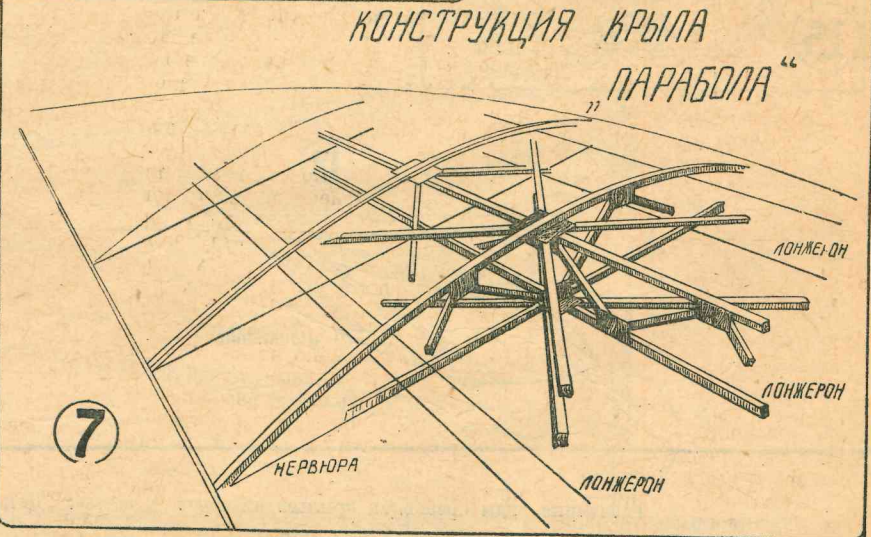 КОНСТРУКЦИЯ КРЫЛА
„ПАРАБОЛА“
ЛОНЖЕРОН
ЛОНЖЕРОН
7
НЕРВЮРА
ЛОНЖЕРОН